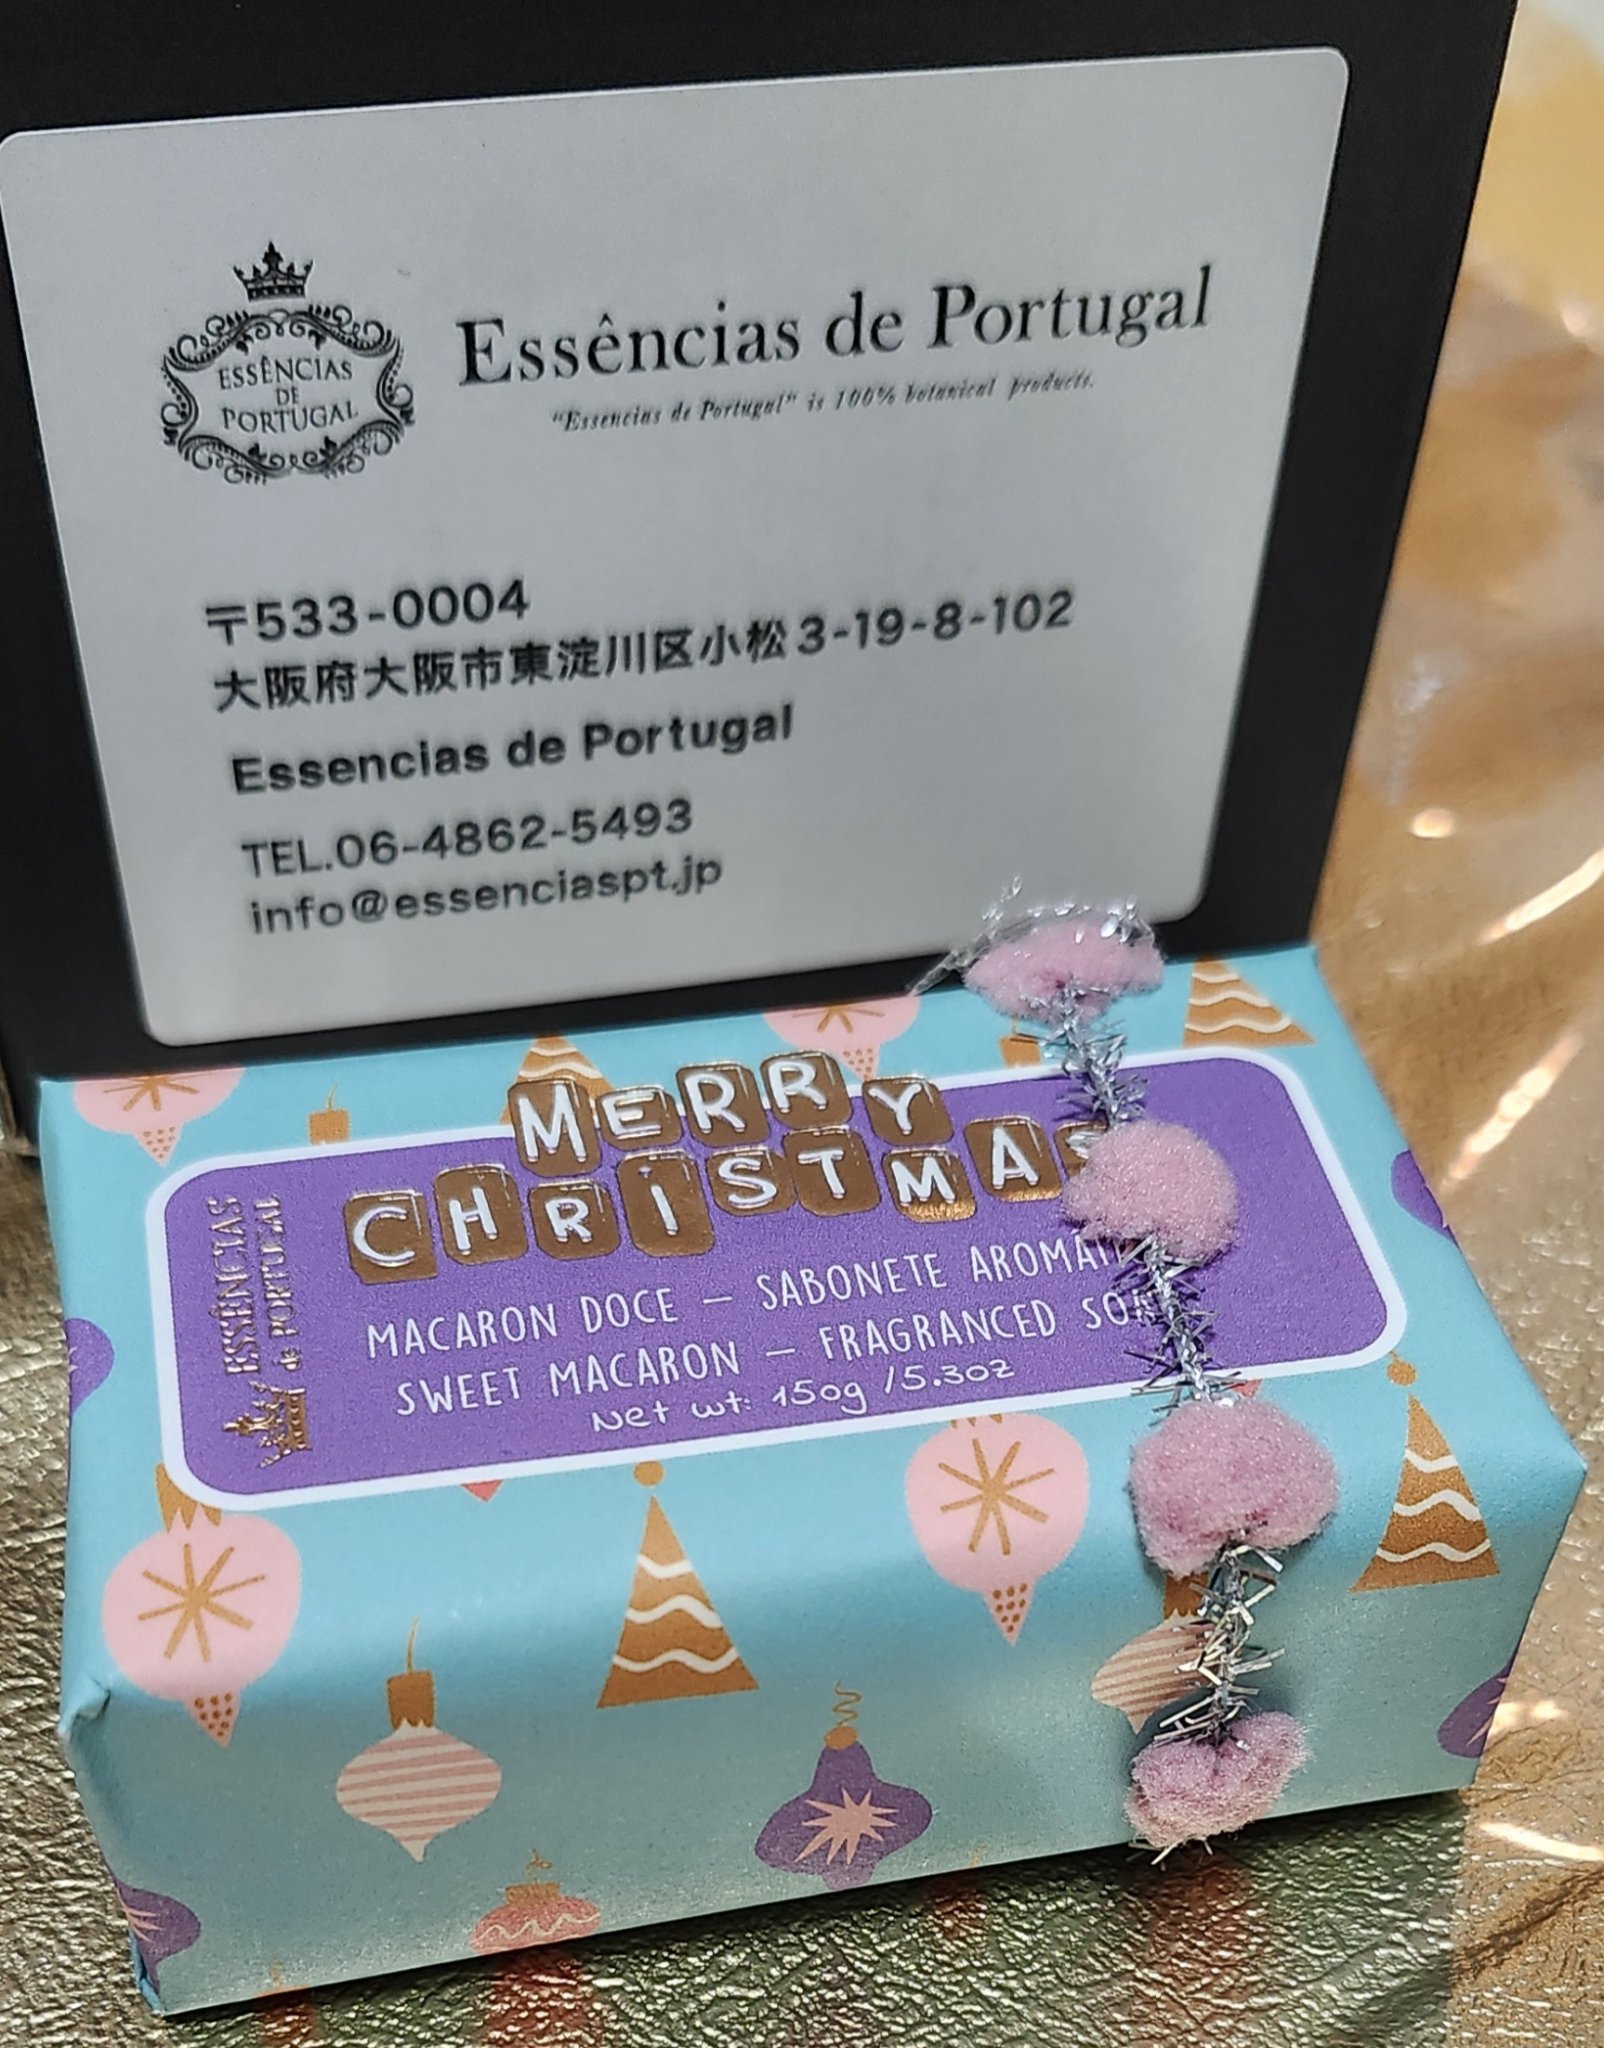 ESSÊNCIAS
DE
PORTUGAL
Essências de Portugal
"Essencias de Portugal" is 100% botanical products.
〒533-0004
大阪府大阪市東淀川区小松3-19-8-102
Essencias de Portugal
TEL.06-4862-5493
info@essenciaspt.jp
MERRY
CHRISTMAS
ESSÊNCIAS
de PORTUGAL
MACARON DOCE – SABONETE
SWEET MACARON – FRAGRANCED SOAP
Net wt: 150g /5.3oz